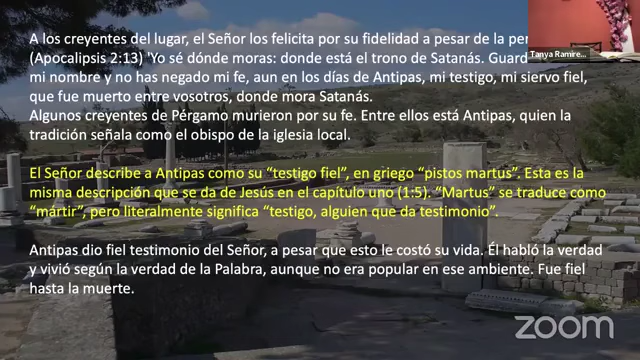 A los creyentes del lugar, el Señor los felicita por su fidelidad a pesar de la
(Apocalipsis 2:13) 'Yo sé dónde moras: donde está el trono de Satanás.
mi nombre y no has negado mi fe, aun en los días de Antipas, mi testigo, mi siervo fiel,
que fue muerto entre vosotros, donde mora Satanás.
Algunos creyentes de Pérgamo murieron por su fe. Entre ellos está Antipas, quien la
tradición señala como el obispo de la iglesia local.
El Señor describe a Antipas como su “testigo fiel”, en griego “pistos martus”. Esta es la
misma descripción que se da de Jesús en el capítulo uno (1:5). “Martus” se traduce como
“mártir”, pero literalmente significa “testigo, alguien que da testimonio”.
Antipas dio fiel testimonio del Señor, a pesar que esto le costó su vida. Él habló la verdad
y vivió según la verdad de la Palabra, aunque no era popular en ese ambiente. Fue fiel
hasta la muerte.
Tanya Ramire...
zoom